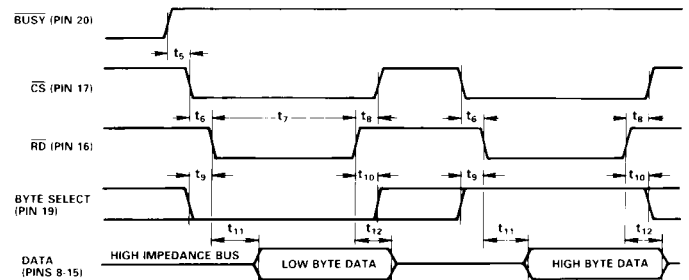 BUSY (PIN 20)
t5
CS (PIN 17)
t6 t7 t8 t6 t8
RD (PIN 16)
t9 t10 t9 t10
BYTE SELECT
(PIN 19)
t11 t12 t11 t12
DATA
(PINS 8-15)
HIGH IMPEDANCE BUS
LOW BYTE DATA
HIGH BYTE DATA